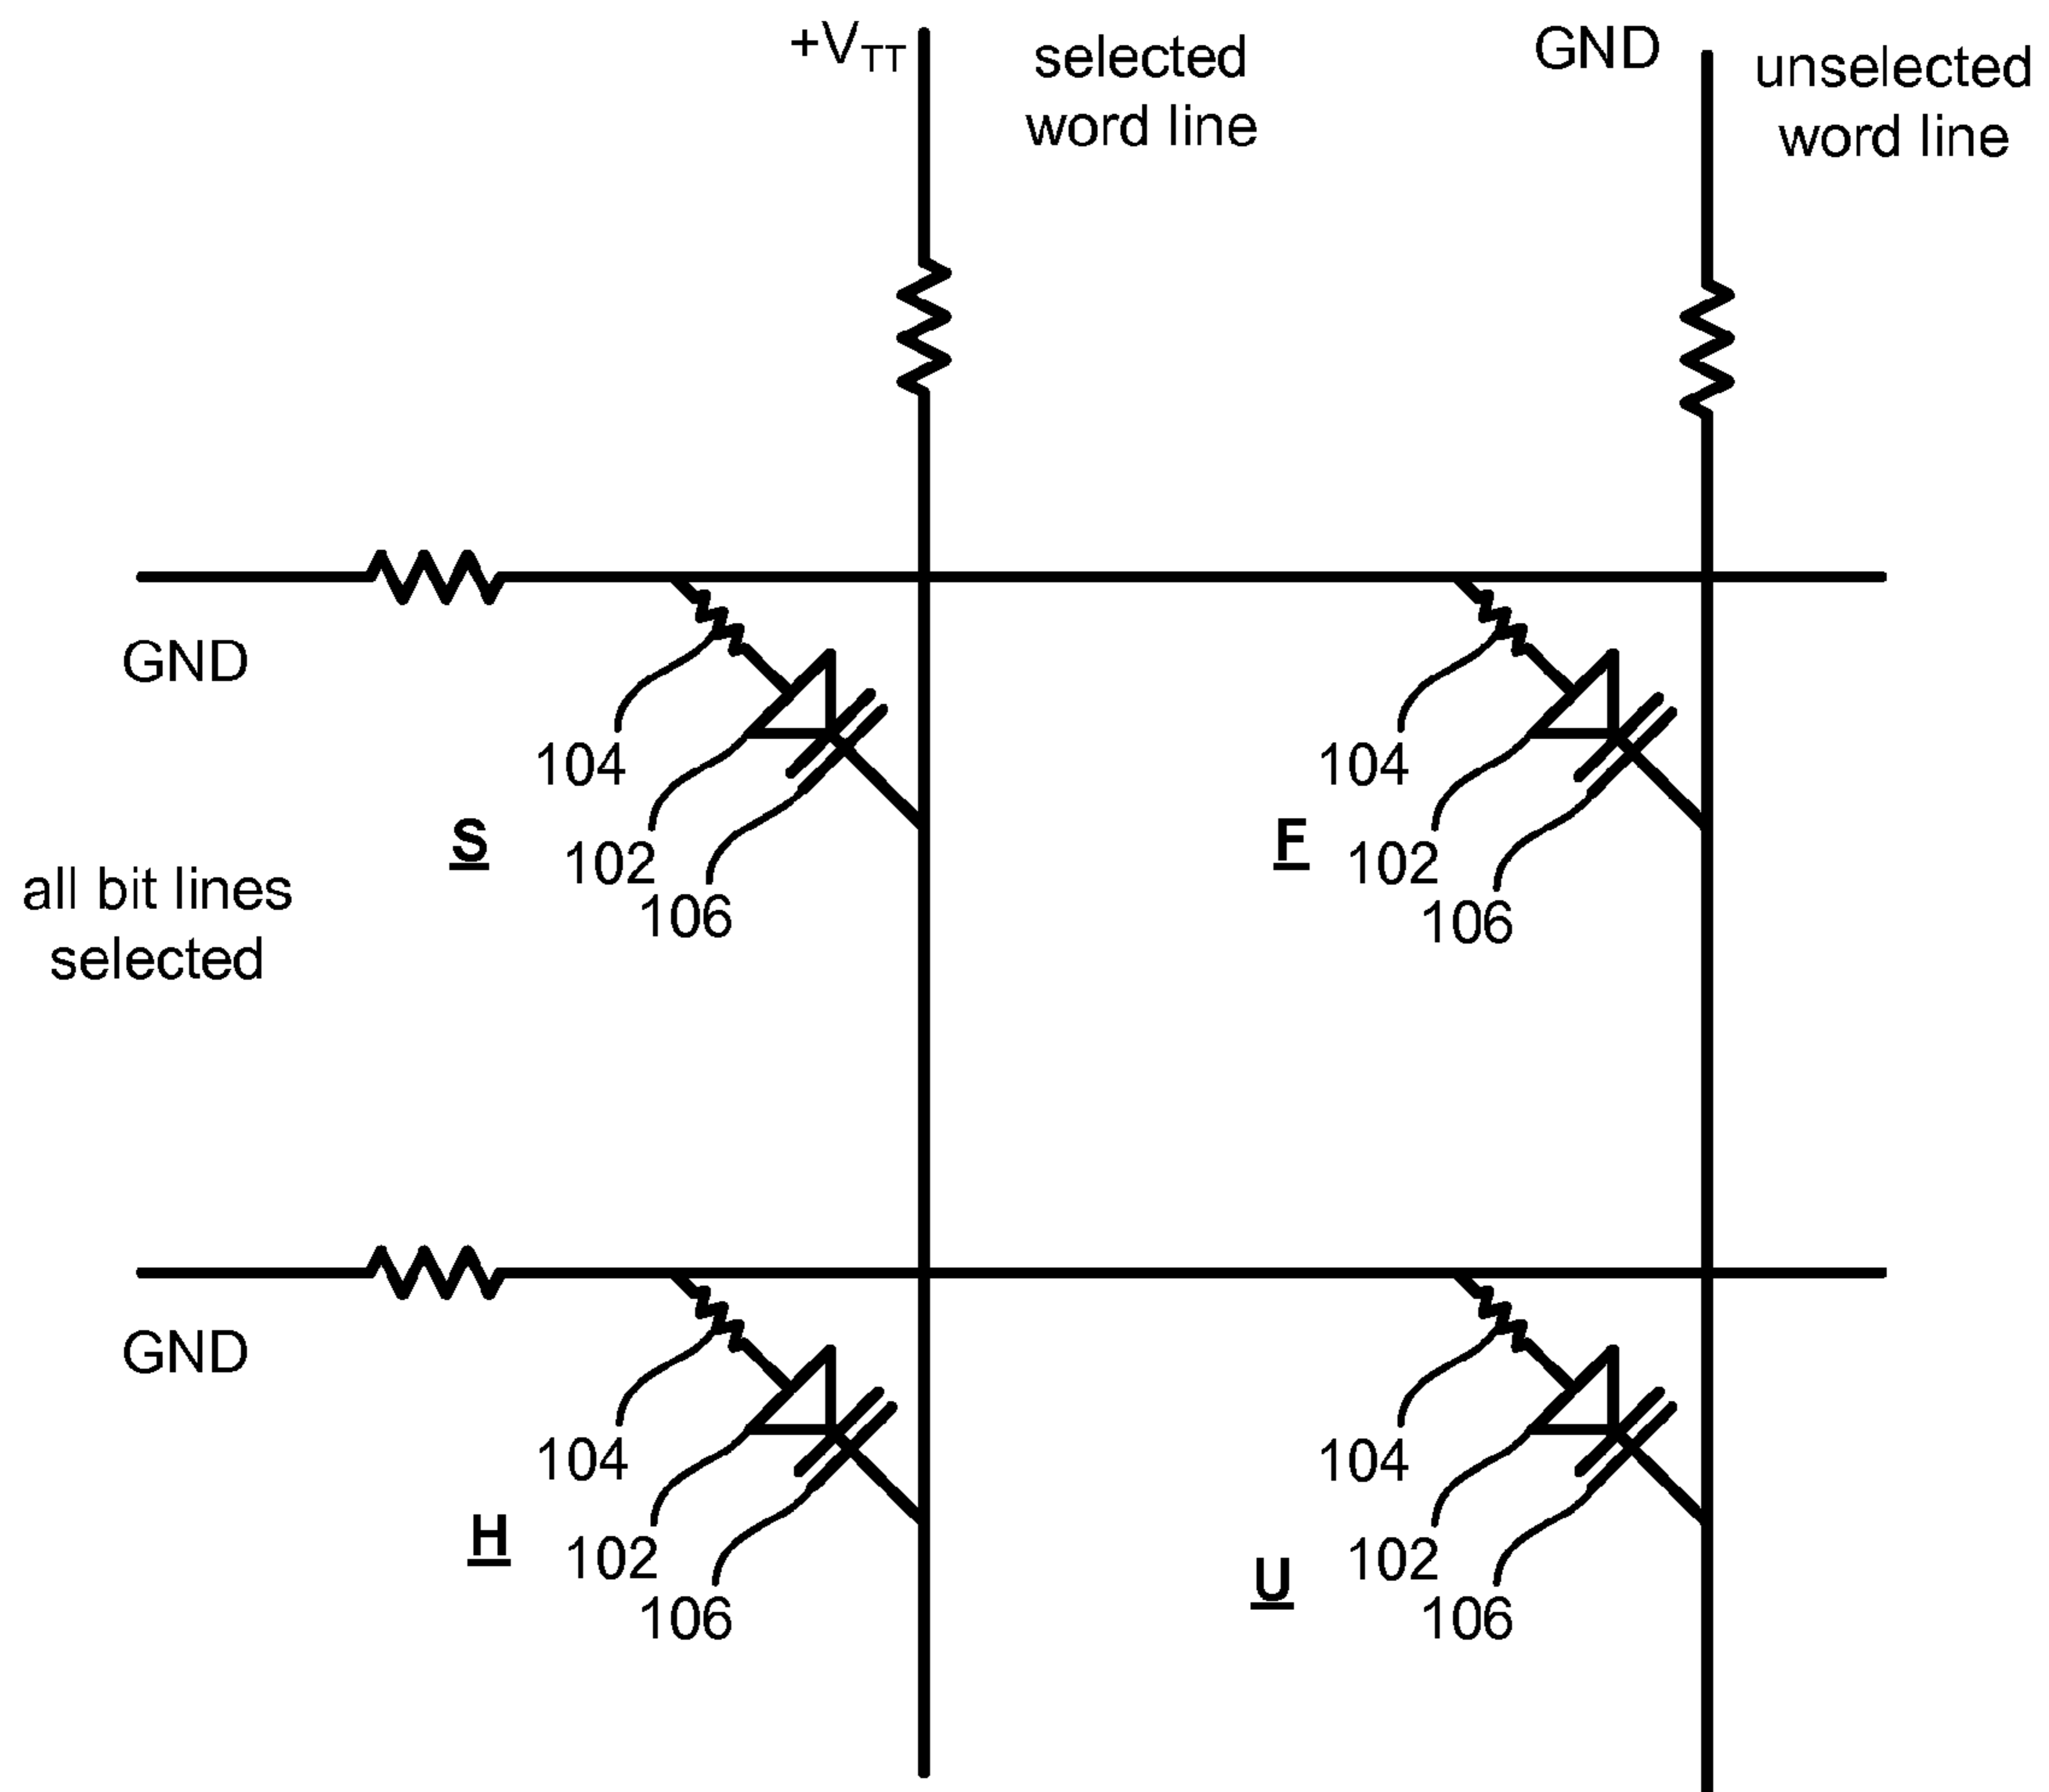 +VTT
selected
word line
GND
unselected
word line
GND
104
102
106
S
104
102
106
F
all bit lines
selected
GND
104
102
106
H
104
102
106
U